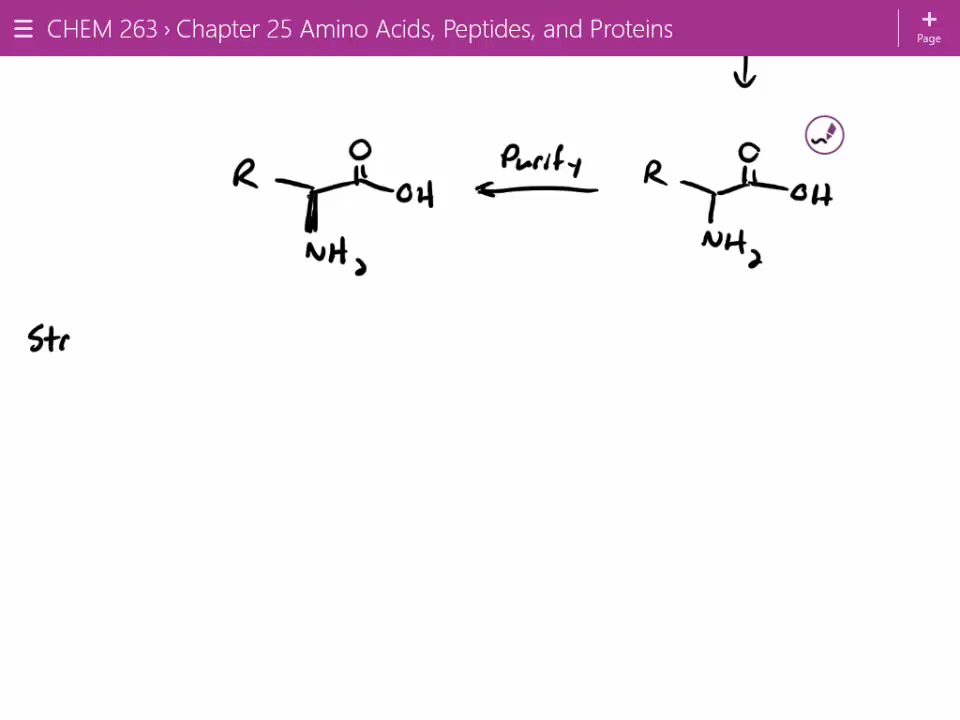 CHEM 263 › Chapter 25 Amino Acids, Peptides, and Proteins
+
Page
R
O
OH
NH2
Purify
R
O
OH
NH2
Str